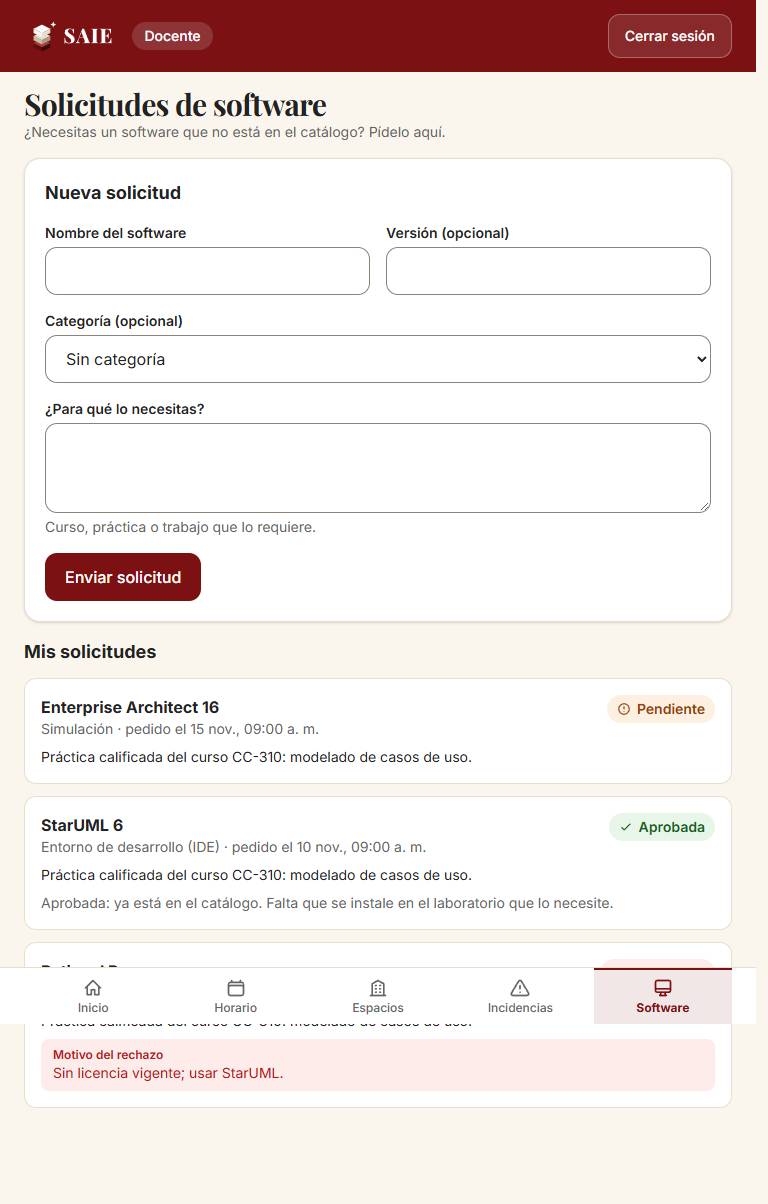 SAIE
Docente
Cerrar sesión
Solicitudes de software
¿Necesitas un software que no está en el catálogo? Pídelo aquí.
Nueva solicitud
Nombre del software
Versión (opcional)
Categoría (opcional)
Sin categoría
¿Para qué lo necesitas?
Curso, práctica o trabajo que lo requiere.
Enviar solicitud
Mis solicitudes
Enterprise Architect 16
Pendiente
Simulación · pedido el 15 nov., 09:00 a. m.
Práctica calificada del curso CC-310: modelado de casos de uso.
StarUML 6
Aprobada
Entorno de desarrollo (IDE) · pedido el 10 nov., 09:00 a. m.
Práctica calificada del curso CC-310: modelado de casos de uso.
Aprobada: ya está en el catálogo. Falta que se instale en el laboratorio que lo necesite.
Inicio
Horario
Espacios
Incidencias
Software
Motivo del rechazo
Sin licencia vigente; usar StarUML.